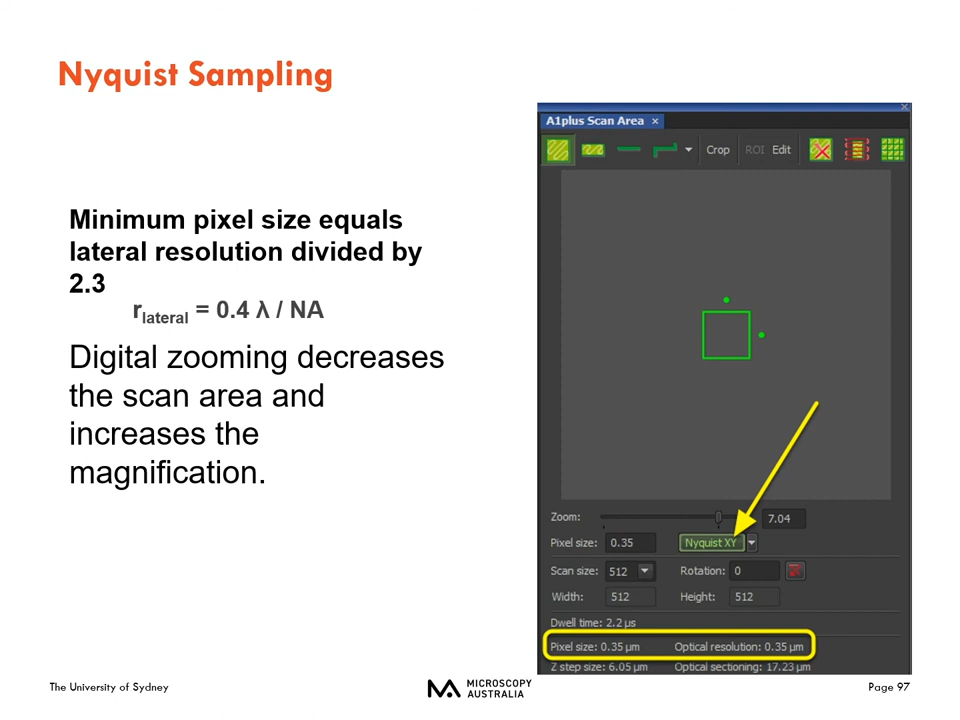 Nyquist Sampling
Minimum pixel size equals
lateral resolution divided by
2.3
rlateral = 0.4 λ / NA
Digital zooming decreases
the scan area and
increases the
magnification.
A1plus Scan Area ×
Crop ROI Edit
Zoom: 7.04
Pixel size: 0.35 Nyquist XY
Scan size: 512 Rotation: 0
Width: 512 Height: 512
Dwell time: 2.2 µs
Pixel size: 0.35 µm Optical resolution: 0.35 µm
Z step size: 6.05 µm Optical sectioning: 17.23 µm
The University of Sydney
MICROSCOPY
AUSTRALIA
Page 97